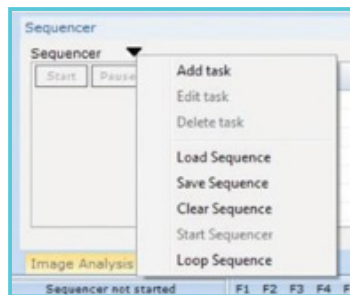 Sequencer
Sequencer
Start Pause
Add task
Edit task
Delete task
Load Sequence
Save Sequence
Clear Sequence
Start Sequencer
Loop Sequence
Image Analysis
Sequencer not started F1 F2 F3 F4